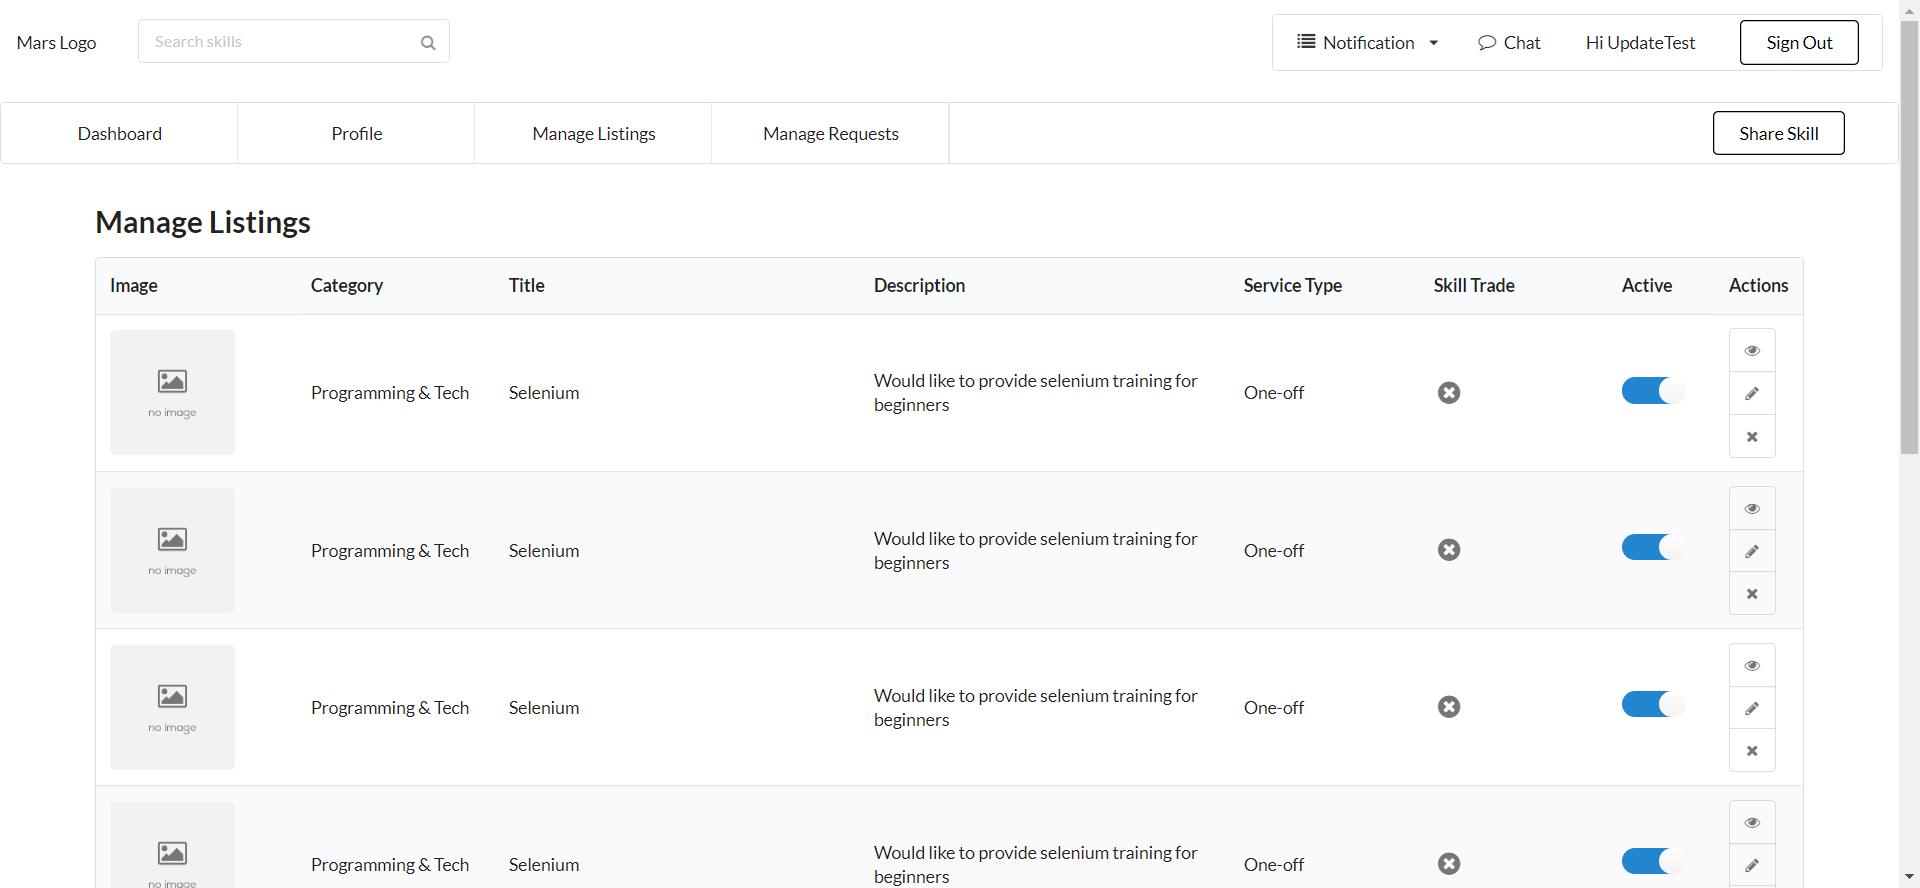 Mars Logo
Search skills
Notification
Chat
Hi UpdateTest
Sign Out
Dashboard
Profile
Manage Listings
Manage Requests
Share Skill
Manage Listings
Image Category Title Description Service Type Skill Trade Active Actions
no image
Programming & Tech
Selenium
Would like to provide selenium training for
beginners
One-off
no image
Programming & Tech
Selenium
Would like to provide selenium training for
beginners
One-off
no image
Programming & Tech
Selenium
Would like to provide selenium training for
beginners
One-off
no image
Programming & Tech
Selenium
Would like to provide selenium training for
beginners
One-off